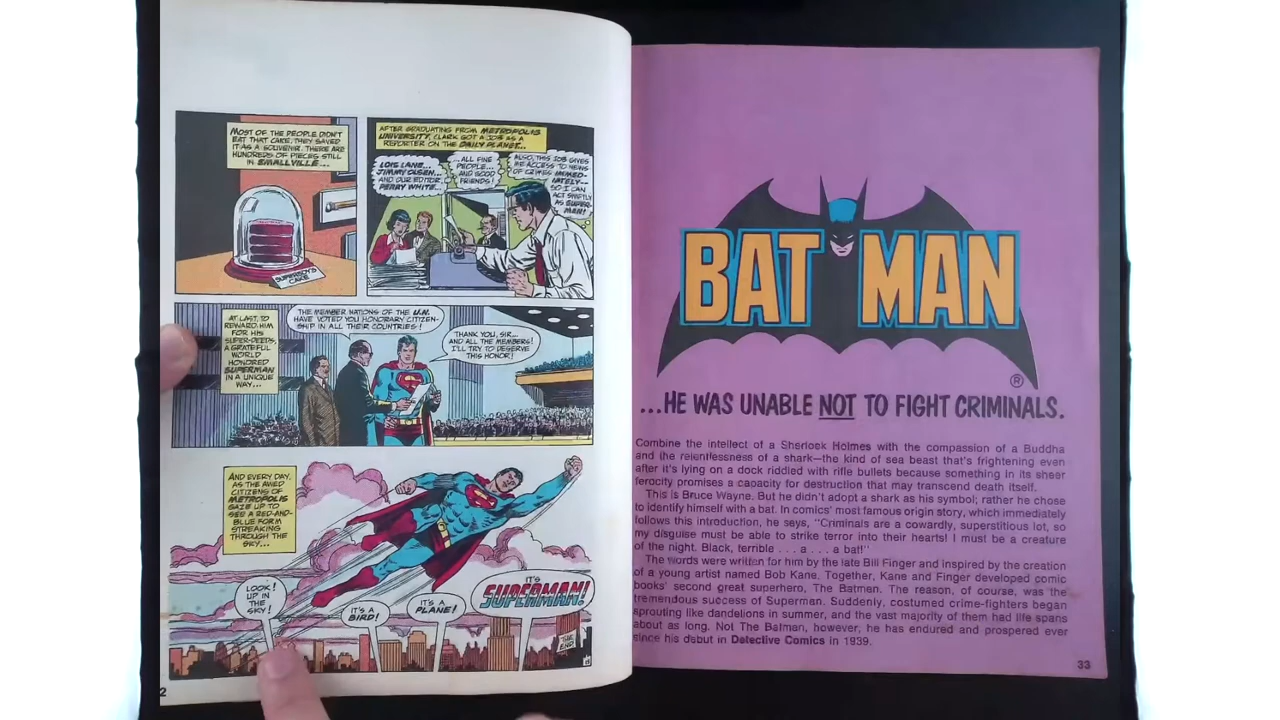 MOST OF THE PEOPLE DIDN'T
EAT THAT CAKE. THEY SAVED
IT AS A SOUVENIR. THERE ARE
HUNDREDS OF PIECES STILL
IN SMALLVILLE...
SUPERBOY'S
CAKE
AFTER GRADUATING FROM METROPOLIS
UNIVERSITY, CLARK GOT A JOB AS A
REPORTER ON THE DAILY PLANET...
LOIS LANE...
JIMMY OLSEN...
AND OUR EDITOR,
PERRY WHITE...
...ALL FINE
PEOPLE...
AND GOOD
FRIENDS!
ALSO, THIS JOB GIVES
ME ACCESS TO NEWS
OF CRIMES IMMED-
IATELY--
SO I CAN
ACT SWIFTLY
AS SUPER-
MAN!
AT LAST, TO
REWARD HIM
FOR HIS
SUPER-DEEDS,
A GRATEFUL
WORLD
HONORED
SUPERMAN
IN A UNIQUE
WAY...
THE MEMBER NATIONS OF THE U.N.
HAVE VOTED YOU HONORARY CITIZEN-
SHIP IN ALL THEIR COUNTRIES!
THANK YOU, SIR...
AND ALL THE MEMBERS!
I'LL TRY TO DESERVE
THIS HONOR!
AND EVERY DAY,
AS THE AWED
CITIZENS OF
METROPOLIS
GAZE UP TO
SEE A RED-AND-
BLUE FORM
STREAKING
THROUGH THE
SKY...
LOOK!
UP IN
THE
SKY!
IT'S A
BIRD!
IT'S A
PLANE!
IT'S
SUPERMAN!
THE
END
2
BATMAN
®
...HE WAS UNABLE NOT TO FIGHT CRIMINALS.
Combine the intellect of a Sherlock Holmes with the compassion of a Buddha
and the relentlessness of a shark—the kind of sea beast that's frightening even
after it's lying on a dock riddled with rifle bullets because something in its sheer
ferocity promises a capacity for destruction that may transcend death itself.
This is Bruce Wayne. But he didn't adopt a shark as his symbol; rather he chose
to identify himself with a bat. In comics' most famous origin story, which immediately
follows this introduction, he says, "Criminals are a cowardly, superstitious lot, so
my disguise must be able to strike terror into their hearts! I must be a creature
of the night. Black, terrible . . . a . . . a bat!"
The words were written for him by the late Bill Finger and inspired by the creation
of a young artist named Bob Kane. Together, Kane and Finger developed comic
books' second great superhero, The Batman. The reason, of course, was the
tremendous success of Superman. Suddenly, costumed crime-fighters began
sprouting like dandelions in summer, and the vast majority of them had life spans
about as long. Not The Batman, however, he has endured and prospered ever
since his debut in Detective Comics in 1939.
33